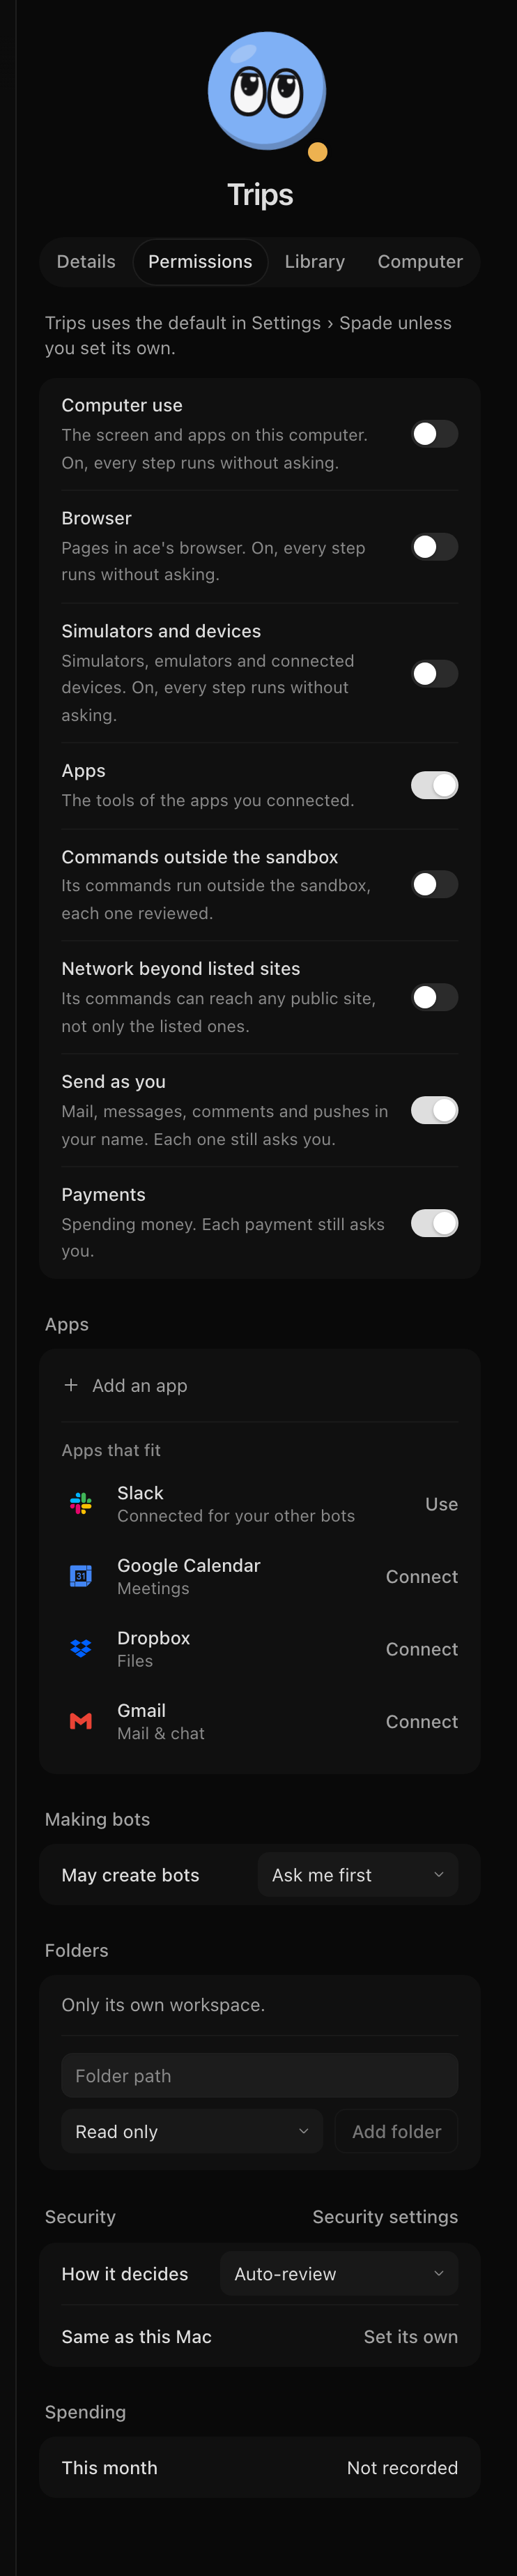 Trips
Details
Permissions
Library
Computer
Trips uses the default in Settings › Spade unless
you set its own.
Computer use
The screen and apps on this computer.
On, every step runs without asking.
Browser
Pages in ace's browser. On, every step
runs without asking.
Simulators and devices
Simulators, emulators and connected
devices. On, every step runs without
asking.
Apps
The tools of the apps you connected.
Commands outside the sandbox
Its commands run outside the sandbox,
each one reviewed.
Network beyond listed sites
Its commands can reach any public site,
not only the listed ones.
Send as you
Mail, messages, comments and pushes in
your name. Each one still asks you.
Payments
Spending money. Each payment still asks
you.
Apps
+ Add an app
Apps that fit
Slack
Connected for your other bots
Use
31
Google Calendar
Meetings
Connect
Dropbox
Files
Connect
Gmail
Mail & chat
Connect
Making bots
May create bots
Ask me first
Folders
Only its own workspace.
Folder path
Read only
Add folder
Security
Security settings
How it decides
Auto-review
Same as this Mac
Set its own
Spending
This month
Not recorded